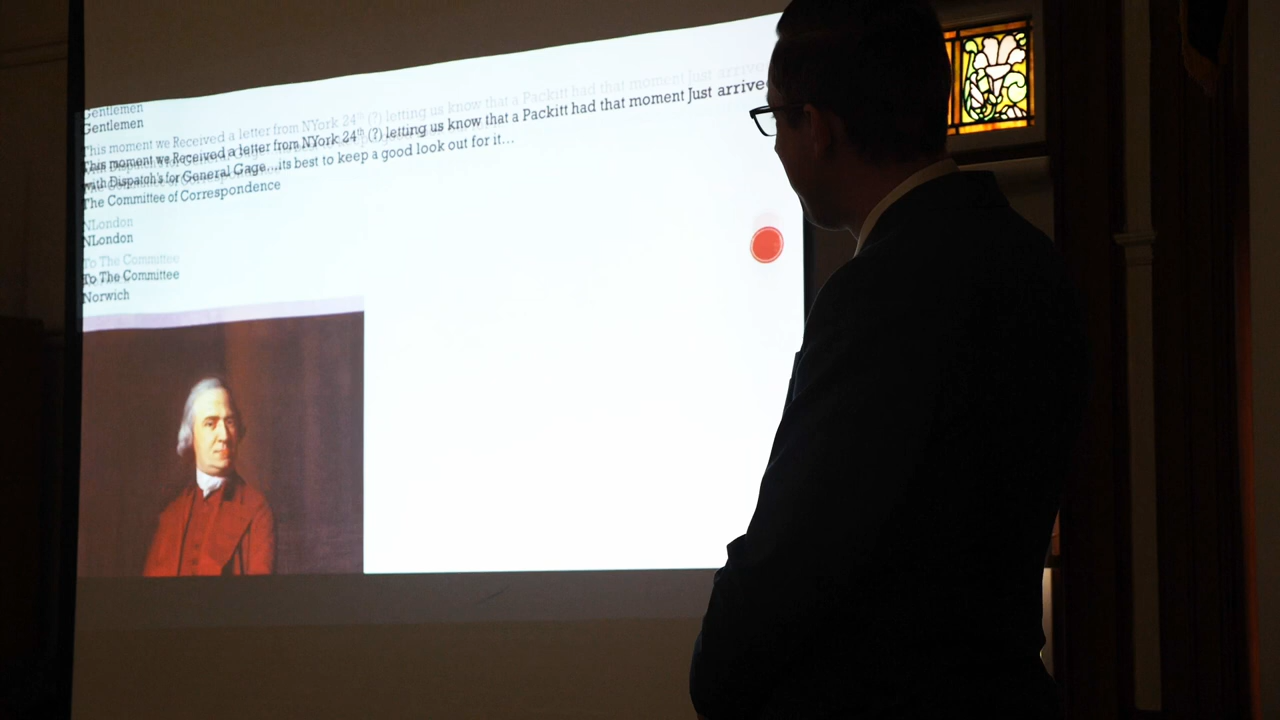 Gentlemen
This moment we Received a letter from NYork 24th (?) letting us know that a Packitt had that moment Just arrive
with Dispatch's for General Gage...its best to keep a good look out for it...
The Committee of Correspondence
NLondon
To The Committee
Norwich